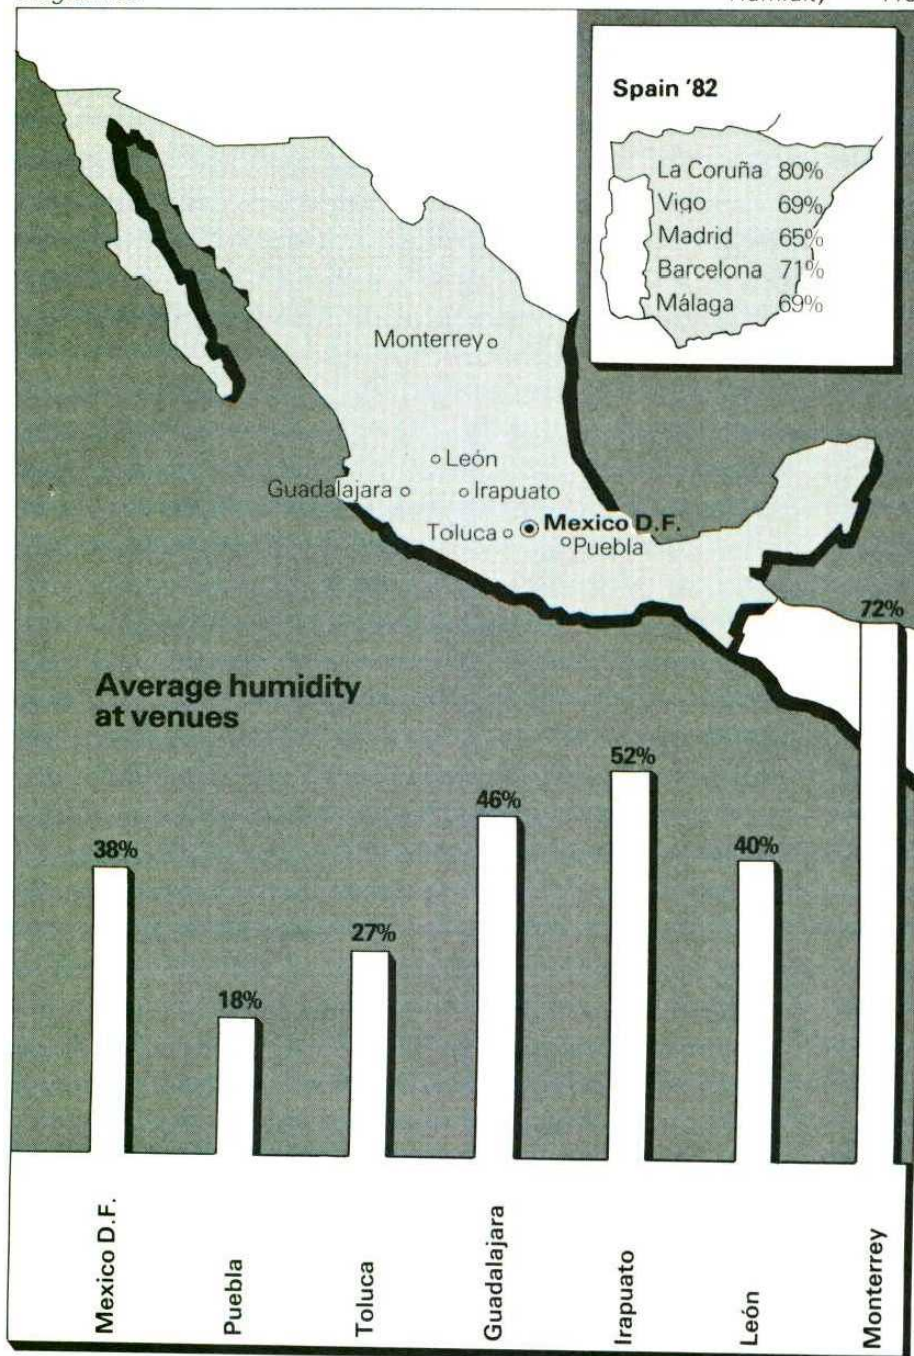 Spain '82
La Coruña 80%
Vigo 69%
Madrid 65%
Barcelona 71%
Málaga 69%
Monterrey
León
Guadalajara
Irapuato
Toluca
Mexico D.F.
Puebla
Average humidity
at venues
38%
18%
27%
46%
52%
40%
72%
Mexico D.F.
Puebla
Toluca
Guadalajara
Irapuato
León
Monterrey